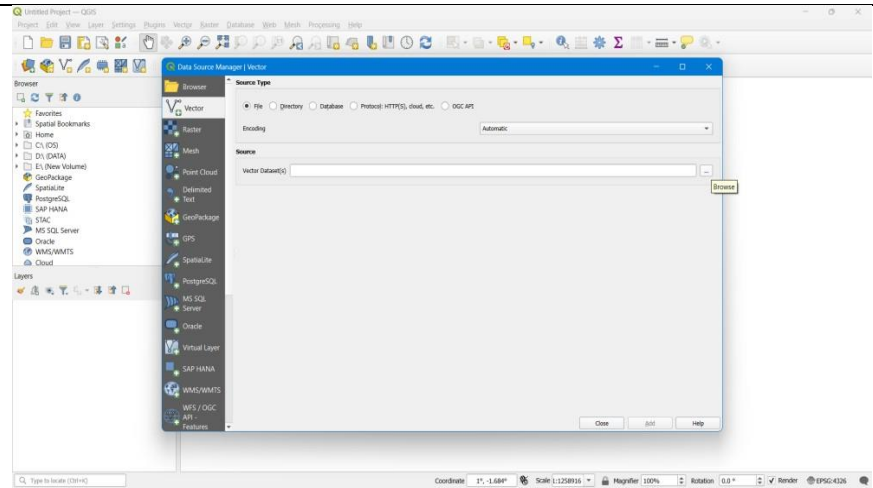 Untitled Project — QGIS
Project Edit View Layer Settings Plugins Vector Raster Database Web Mesh Processing Help
Data Source Manager | Vector
Browser
Favorites
Spatial Bookmarks
Home
C:\ (OS)
D:\ (DATA)
E:\ (New Volume)
GeoPackage
SpatiaLite
PostgreSQL
SAP HANA
STAC
MS SQL Server
Oracle
WMS/WMTS
Cloud
Layers
Browser
Vector
Raster
Mesh
Point Cloud
Delimited
Text
GeoPackage
GPS
SpatiaLite
PostgreSQL
MS SQL
Server
Oracle
Virtual Layer
SAP HANA
WMS/WMTS
WFS / OGC
API -
Features
Source Type
File Directory Database Protocol: HTTP(S), cloud, etc. OGC API
Encoding Automatic
Source
Vector Dataset(s) ...
Browse
Close Add Help
Type to locate (Ctrl+K) Coordinate 1°, -1.684° Scale 1:1258916 Magnifier 100% Rotation 0.0 ° Render EPSG:4326